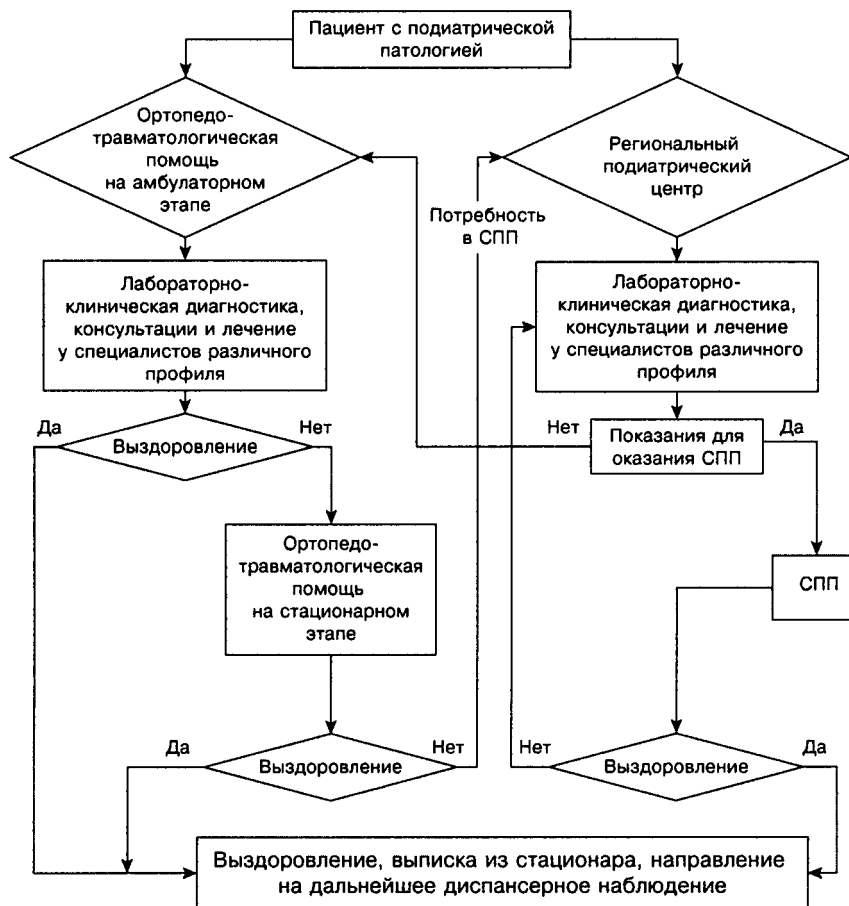 Пациент с подиатрической
патологией
Ортопедо-
травматологическая
помощь
на амбулаторном
этапе
Региональный
подиатрический
центр
Потребность
в СПП
Лабораторно-
клиническая диагностика,
консультации и лечение
у специалистов различного
профиля
Лабораторно-
клиническая диагностика,
консультации и лечение
у специалистов различного
профиля
Да
Выздоровление
Нет
Нет
Показания для
оказания СПП
Да
Ортопедо-
травматологическая
помощь
на стационарном
этапе
СПП
Да
Выздоровление
Нет
Нет
Выздоровление
Да
Выздоровление, выписка из стационара, направление
на дальнейшее диспансерное наблюдение